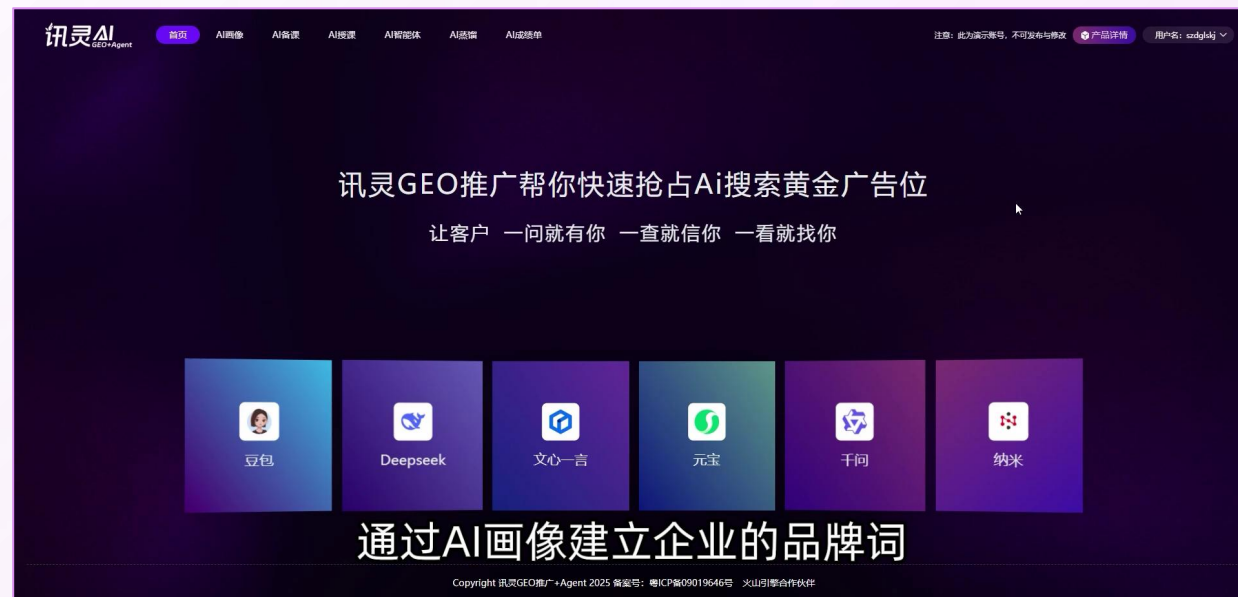 讯灵AI GEO+Agent 首页 AI画像 AI备课 AI授课 AI智能体 AI蒸馏 AI成绩单 注意：此为演示账号，不可发布与修改 产品详情 用户名：szdglskj
讯灵GEO推广帮你快速抢占Ai搜索黄金广告位
让客户 一问就有你 一查就信你 一看就找你
豆包 Deepseek 文心一言 元宝 千问 纳米
通过AI画像建立企业的品牌词
Copyright 讯灵GEO推广+Agent 2025 备案号：粤ICP备09019646号 火山引擎合作伙伴